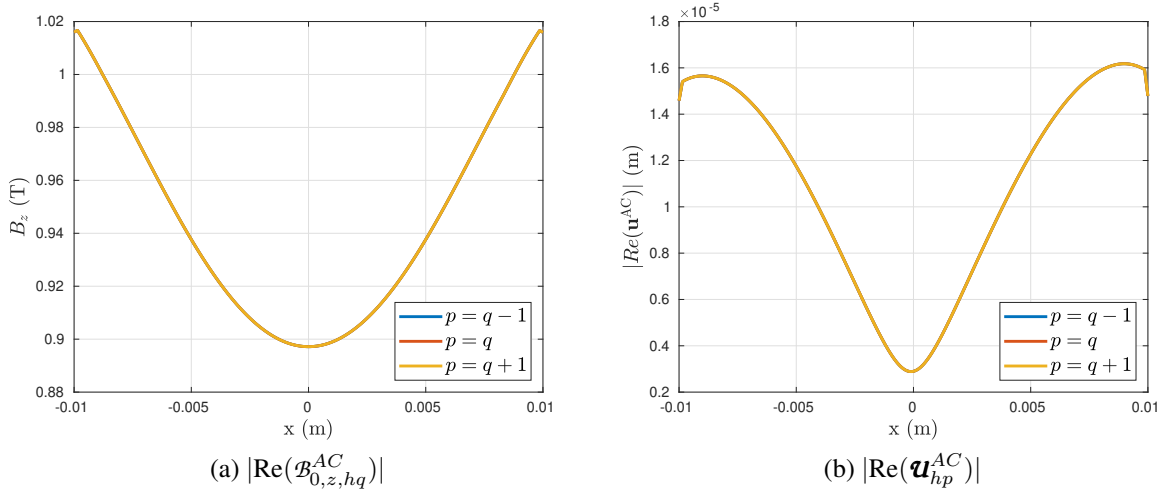 1.02
1
0.98
0.96
0.94
0.92
0.9
0.88
B_z (T)
-0.01 -0.005 0 0.005 0.01
x (m)
p = q − 1
p = q
p = q + 1
(a) |Re(ℬ^{AC}_{0,z,hq})|
×10^{-5}
1.8
1.6
1.4
1.2
1
0.8
0.6
0.4
0.2
|Re(𝐮^{AC})| (m)
-0.01 -0.005 0 0.005 0.01
x (m)
p = q − 1
p = q
p = q + 1
(b) |Re(𝓤^{AC}_{hp})|